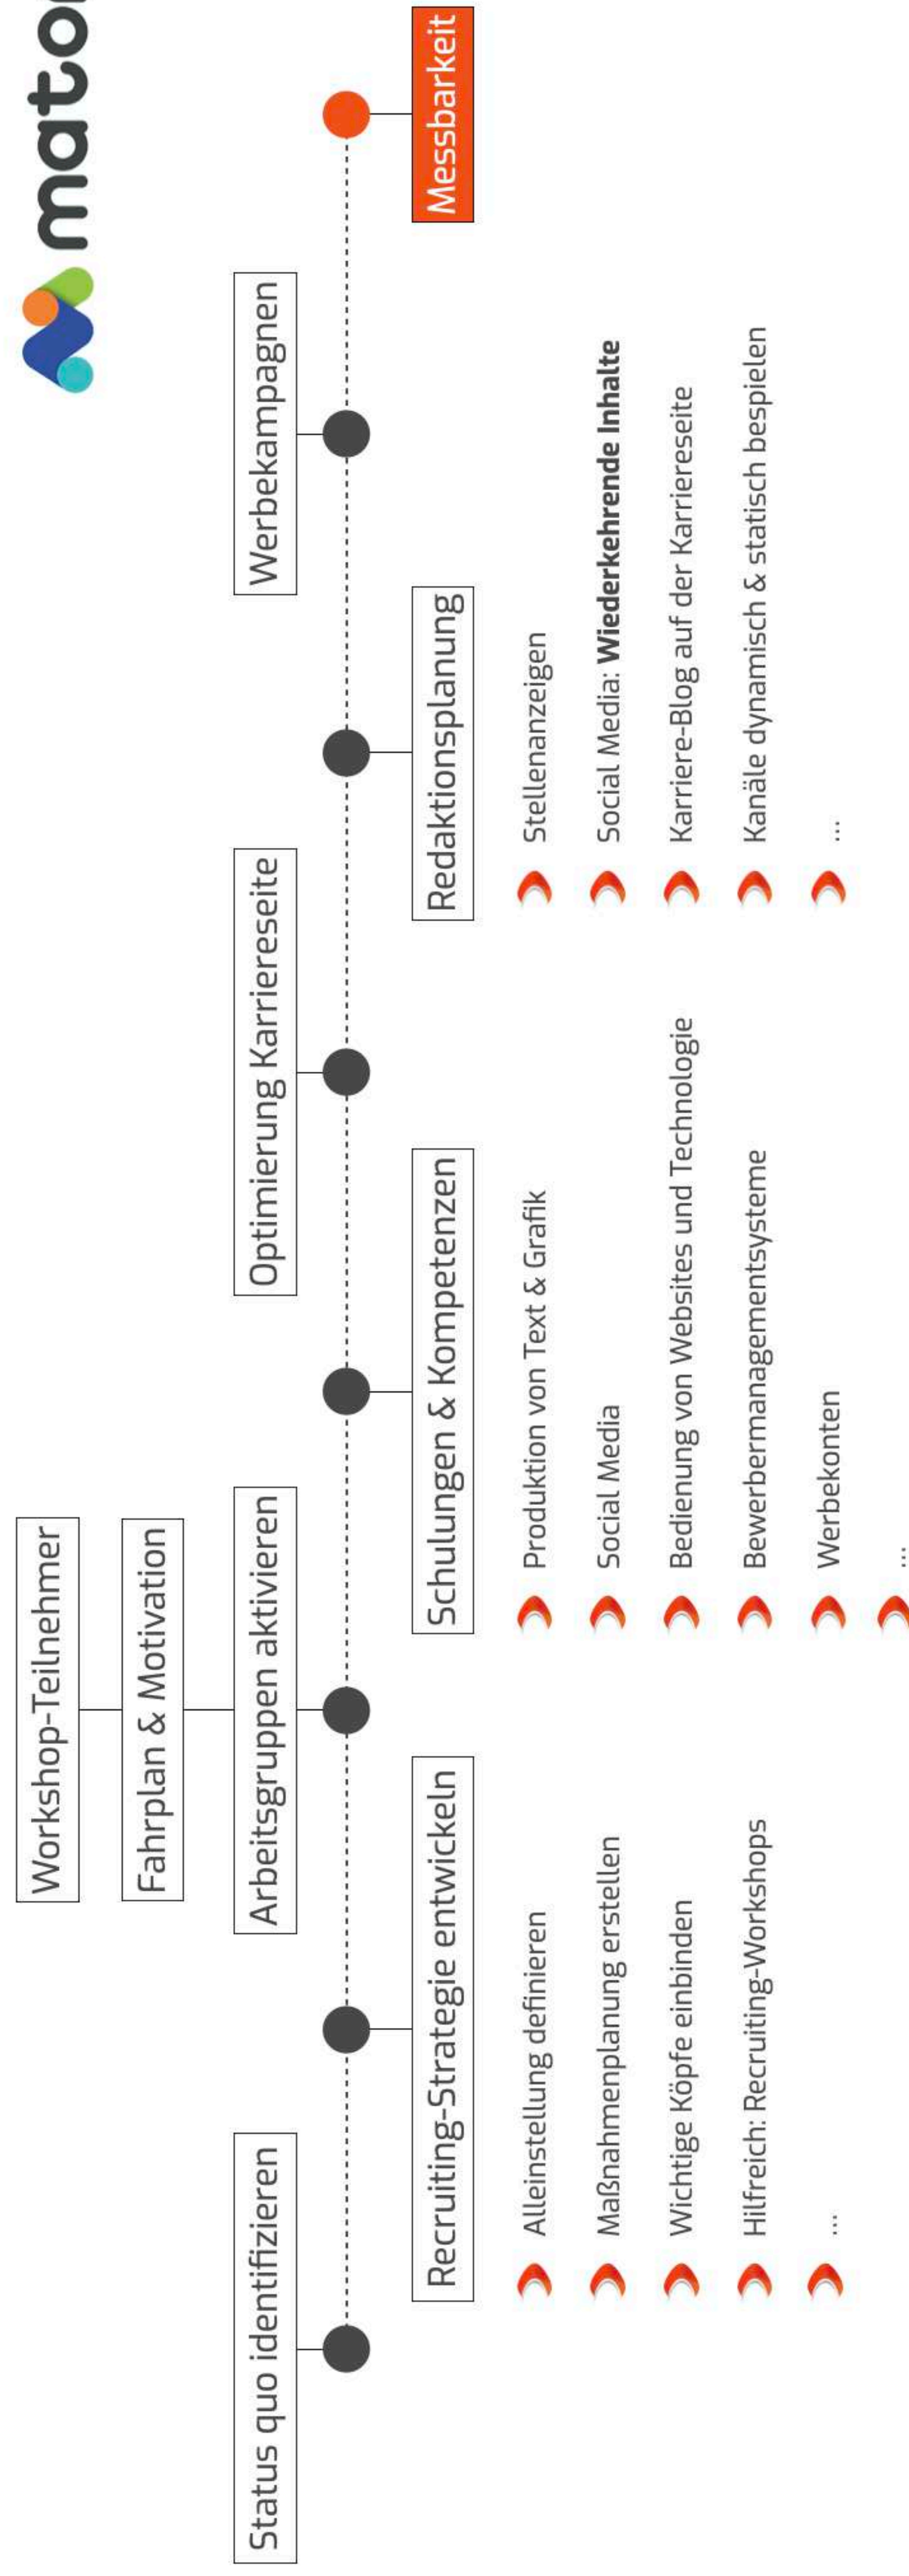 mato
Workshop-Teilnehmer
Fahrplan & Motivation
Status quo identifizieren
Arbeitsgruppen aktivieren
Optimierung Karriereseite
Werbekampagnen
Recruiting-Strategie entwickeln
Alleinstellung definieren
Maßnahmenplanung erstellen
Wichtige Köpfe einbinden
Hilfreich: Recruiting-Workshops
...
Schulungen & Kompetenzen
Produktion von Text & Grafik
Social Media
Bedienung von Websites und Technologie
Bewerbermanagementsysteme
Werbekonten
...
Redaktionsplanung
Stellenanzeigen
Social Media: Wiederkehrende Inhalte
Karriere-Blog auf der Karriereseite
Kanäle dynamisch & statisch bespielen
...
Messbarkeit